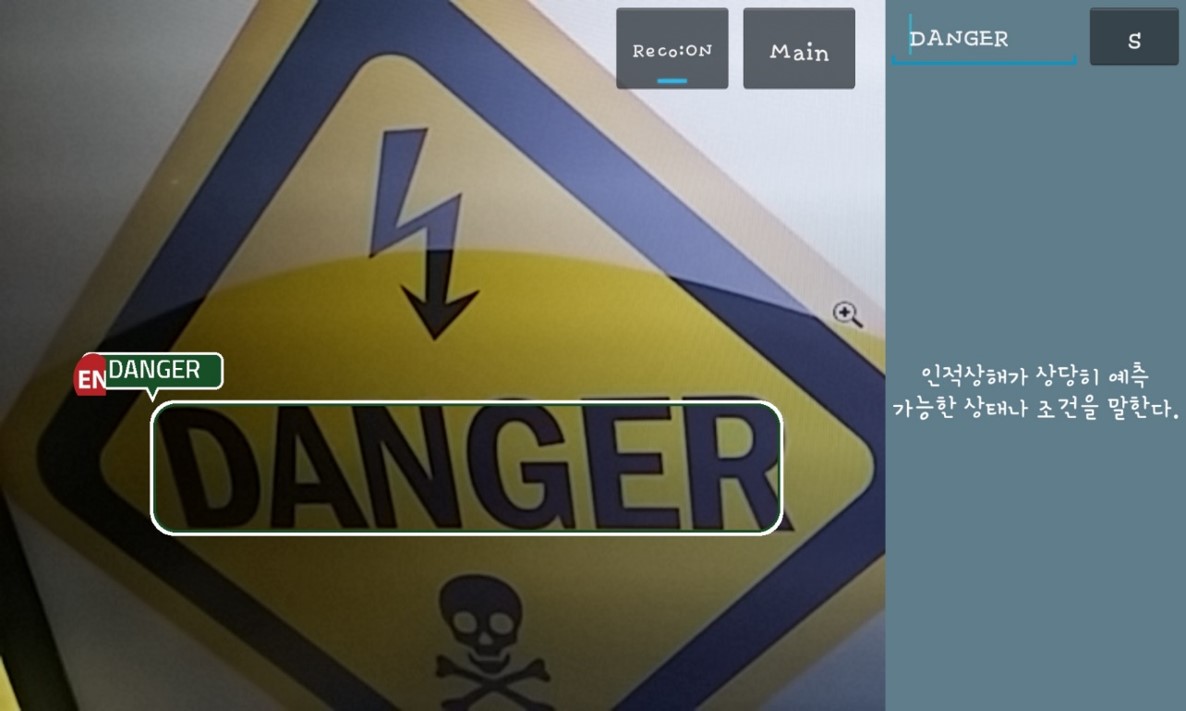 Reco:ON
Main
DANGER
S
EN
DANGER
DANGER
인적상해가 상당히 예측
가능한 상태나 조건을 말한다.